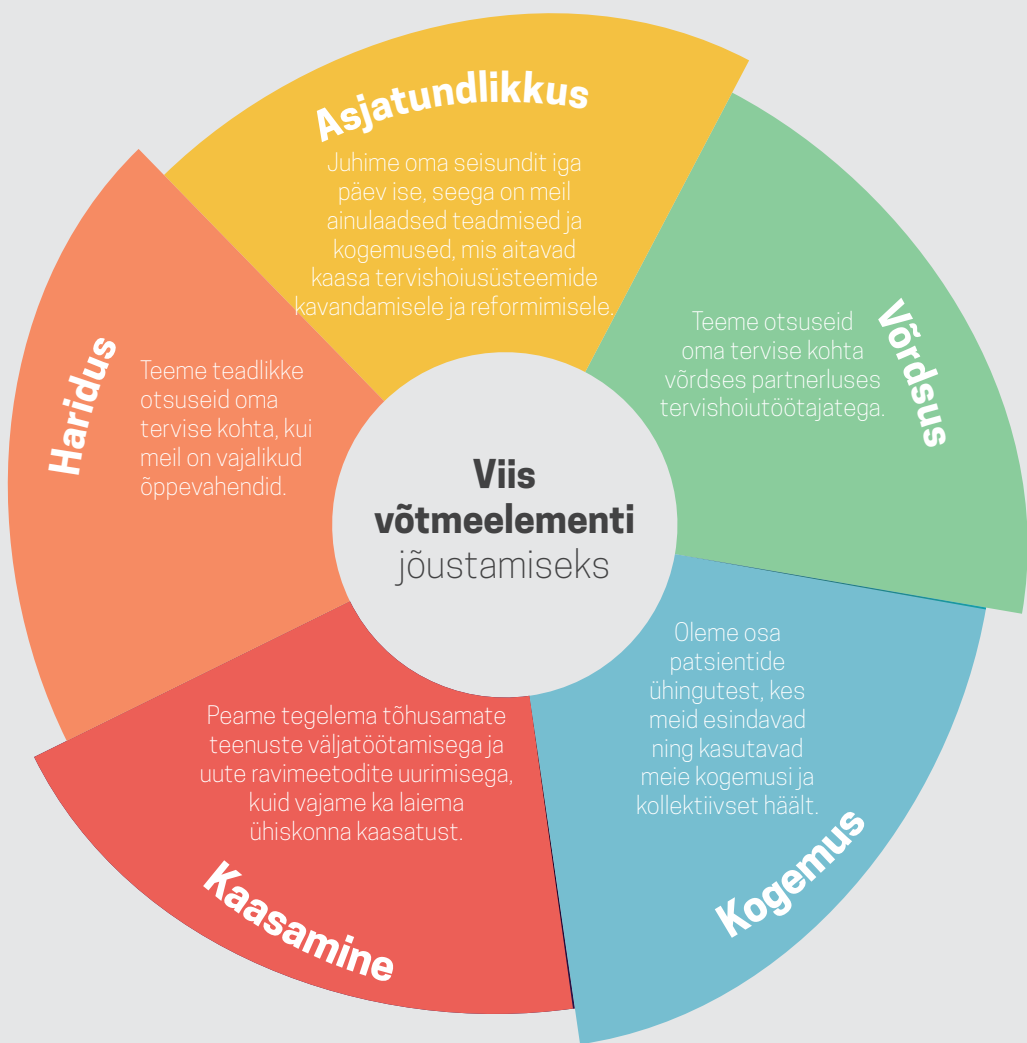 Viis
võtmeelementi
jõustamiseks
Asjatundlikkus
Juhime oma seisundit iga
päev ise, seega on meil
ainulaadsed teadmised ja
kogemused, mis aitavad
kaasa tervishoiusüsteemide
kavandamisele ja reformimisele.
Võrdsus
Teeme otsuseid
oma tervise kohta
võrdses partnerluses
tervishoiutöötajatega.
Kogemus
Oleme osa
patsientide
ühingutest, kes
meid esindavad
ning kasutavad
meie kogemusi ja
kollektiivset häält.
Kaasamine
Peame tegelema tõhusamate
teenuste väljatöötamisega ja
uute ravimeetodite uurimisega,
kuid vajame ka laiema
ühiskonna kaasatust.
Haridus
Teeme teadlikke
otsuseid oma
tervise kohta, kui
meil on vajalikud
õppevahendid.